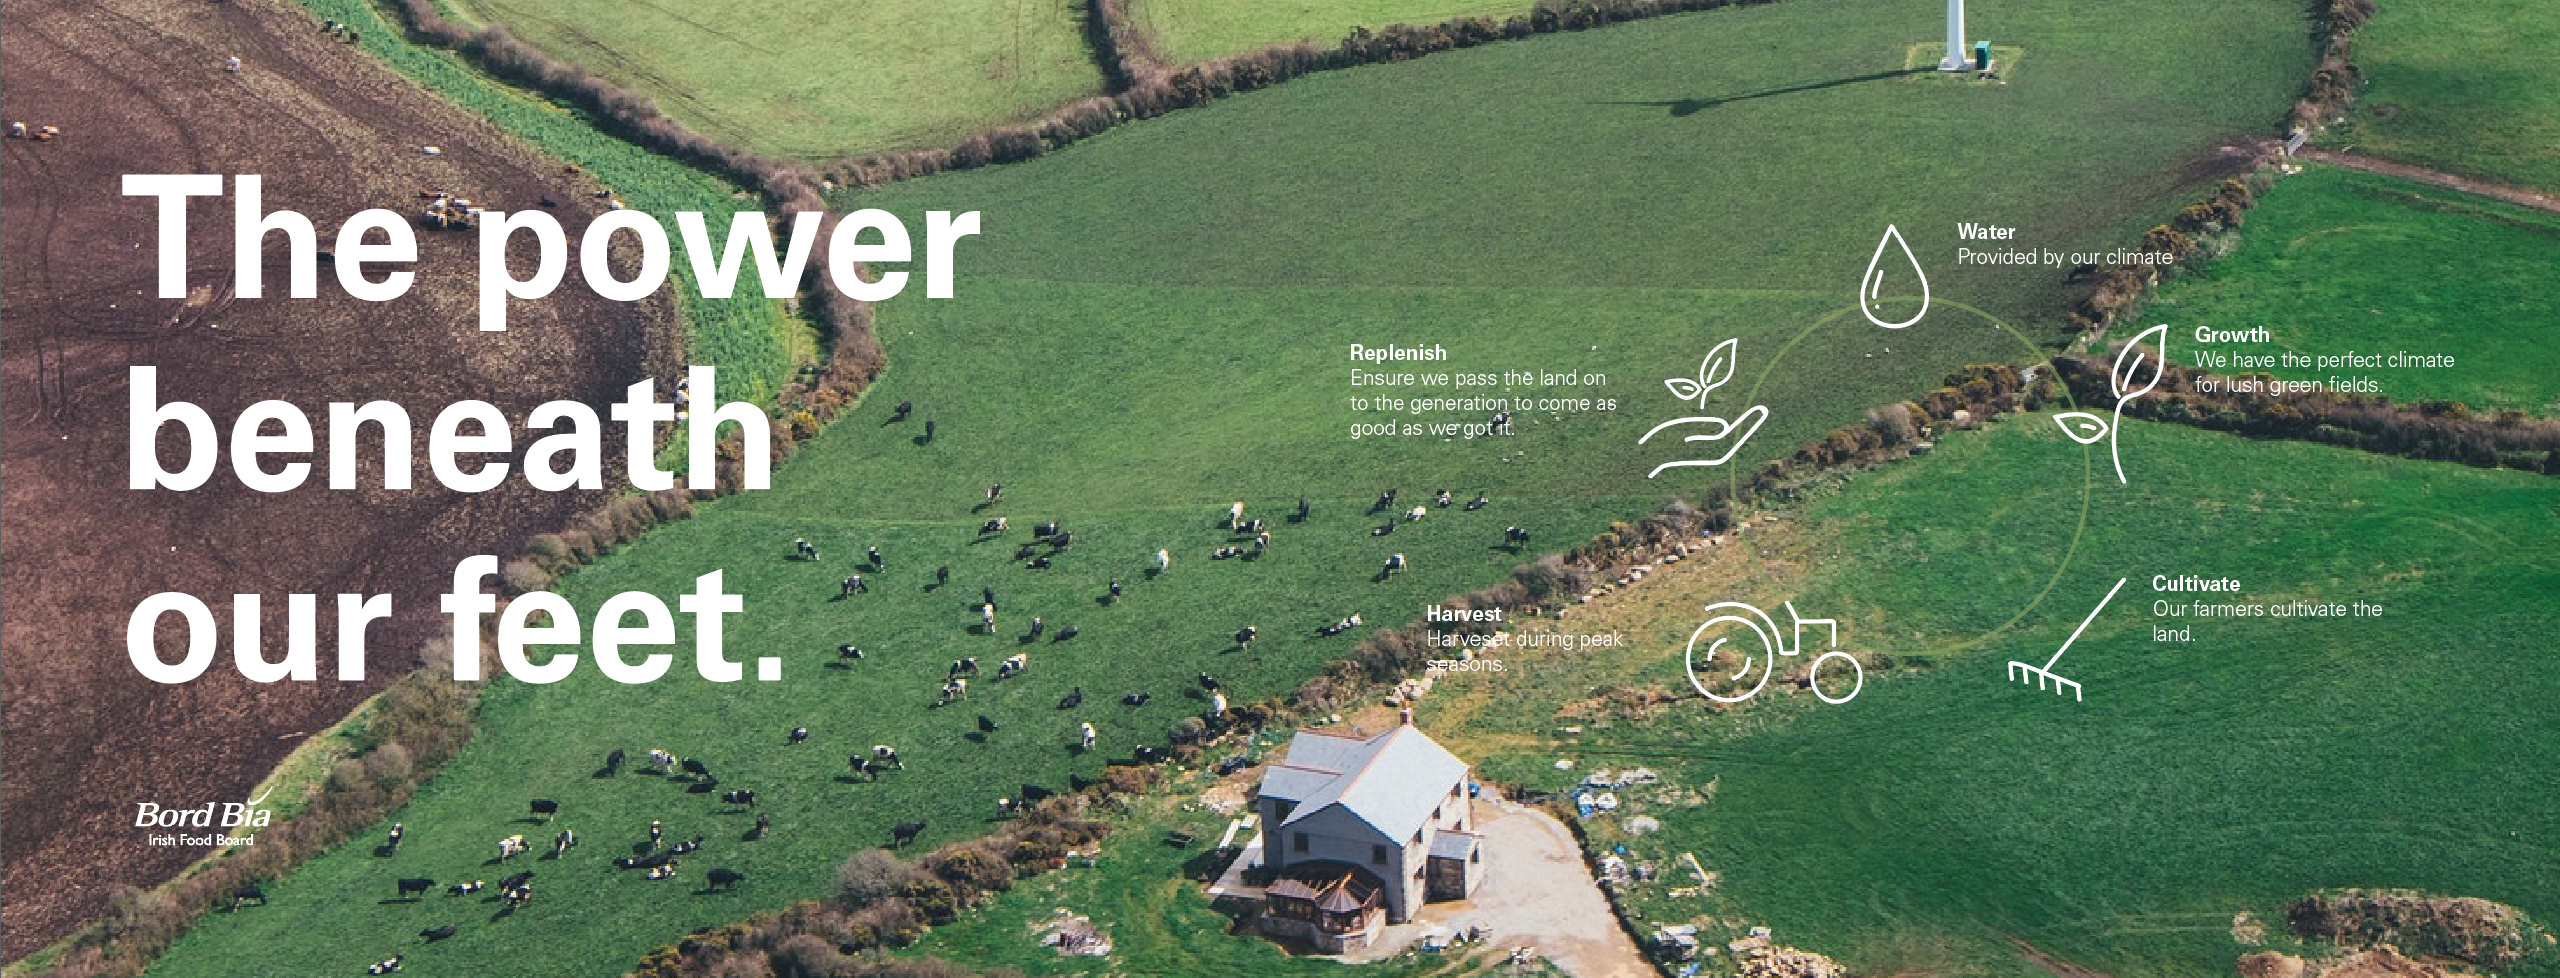 The power
beneath
our feet.
Bord Bia
Irish Food Board
Water
Provided by our climate
Growth
We have the perfect climate
for lush green fields.
Cultivate
Our farmers cultivate the
land.
Harvest
Harveset during peak
seasons.
Replenish
Ensure we pass the land on
to the generation to come as
good as we got it.